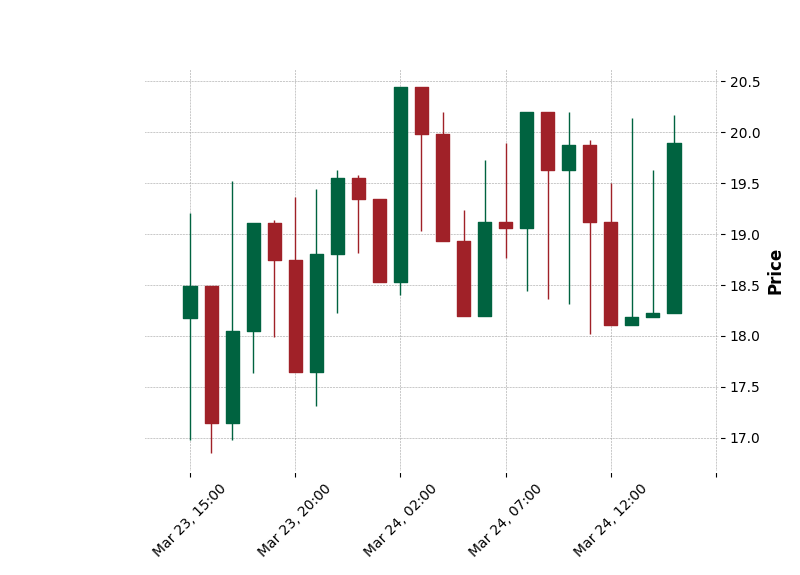 20.5
20.0
19.5
19.0
18.5
18.0
17.5
17.0
Price
Mar 23, 15:00
Mar 23, 20:00
Mar 24, 02:00
Mar 24, 07:00
Mar 24, 12:00